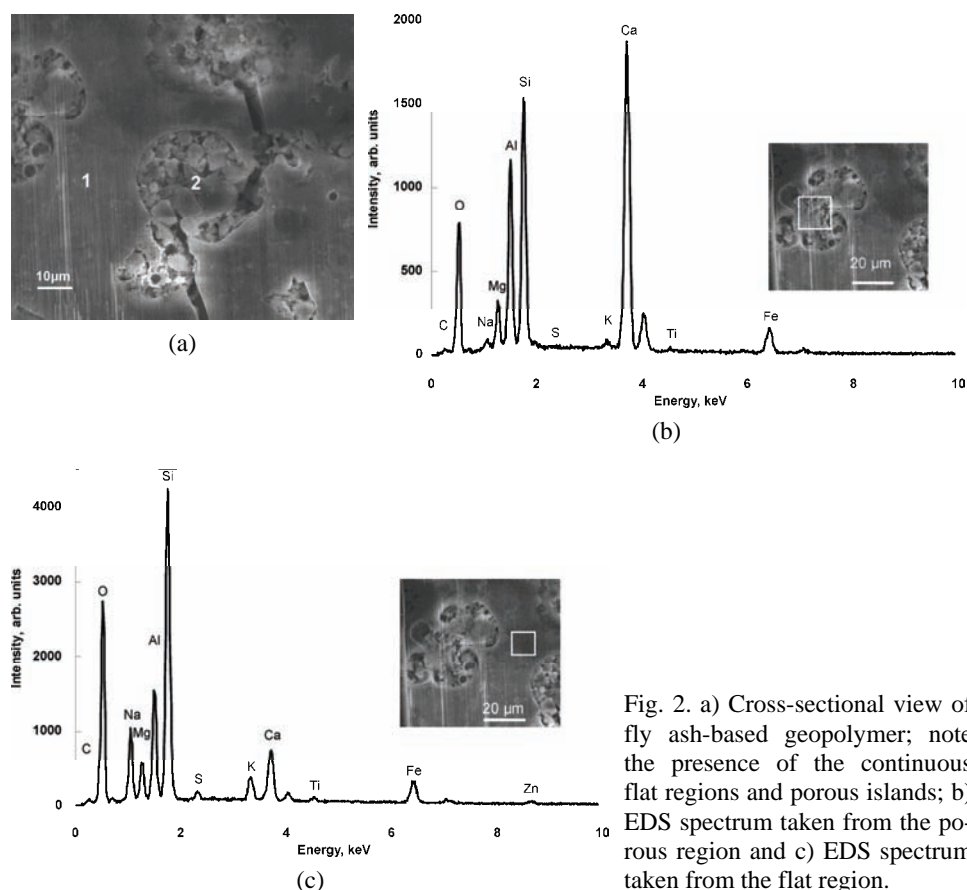 1
2
10μm
(a)
2000
1500
1000
500
0
Intensity, arb. units
C
O
Na
Mg
Al
Si
S
K
Ca
Ti
Fe
20 μm
0 2 4 6 8 10
Energy, keV
(b)
4000
3000
2000
1000
0
Intensity, arb. units
C
O
Na
Mg
Al
Si
S
K
Ca
Ti
Fe
Zn
20 μm
0 2 4 6 8 10
Energy, keV
(c)
Fig. 2. a) Cross-sectional view of
fly ash-based geopolymer; note
the presence of the continuous
flat regions and porous islands; b)
EDS spectrum taken from the po-
rous region and c) EDS spectrum
taken from the flat region.